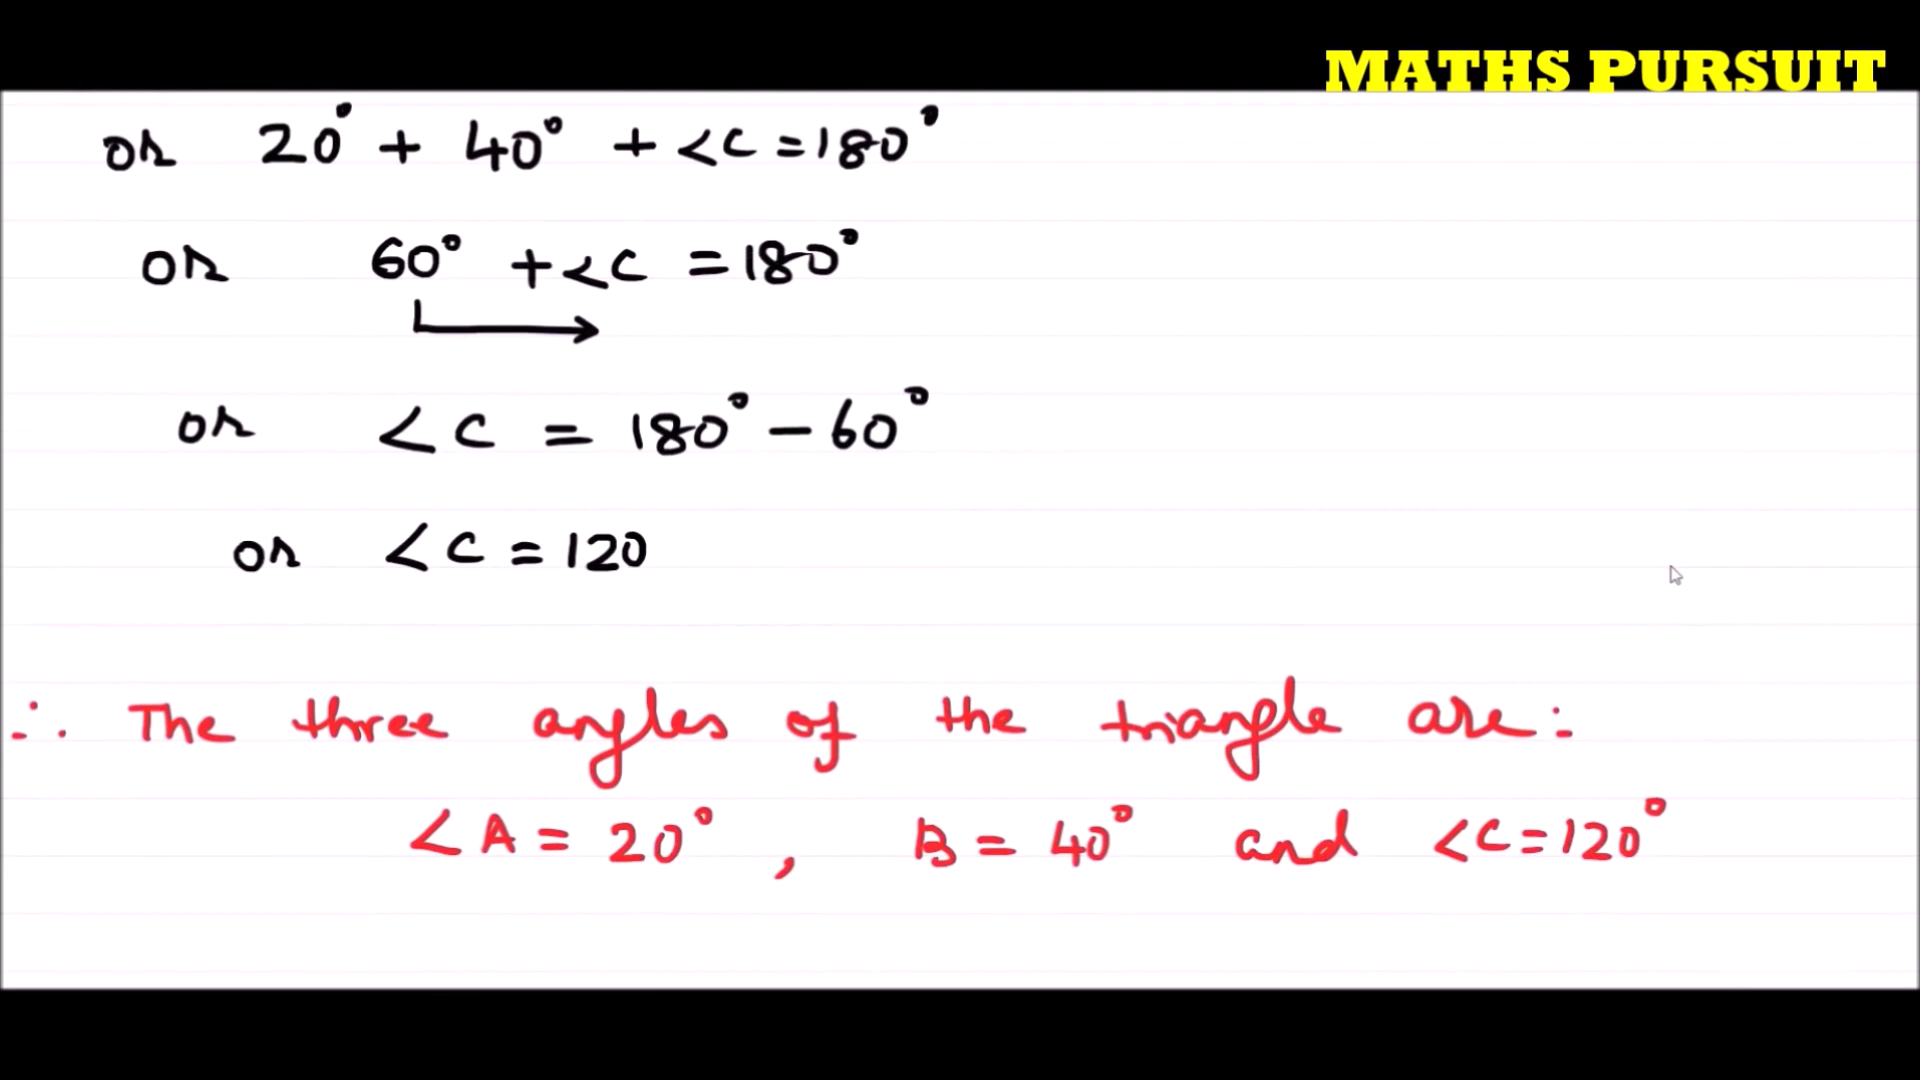 MATHS PURSUIT
or 20° + 40° + <C = 180°
or 60° + <C = 180°
or < C = 180° - 60°
or < C = 120
∴ The three angles of the triangle are:
< A = 20° , B = 40° and <C = 120°